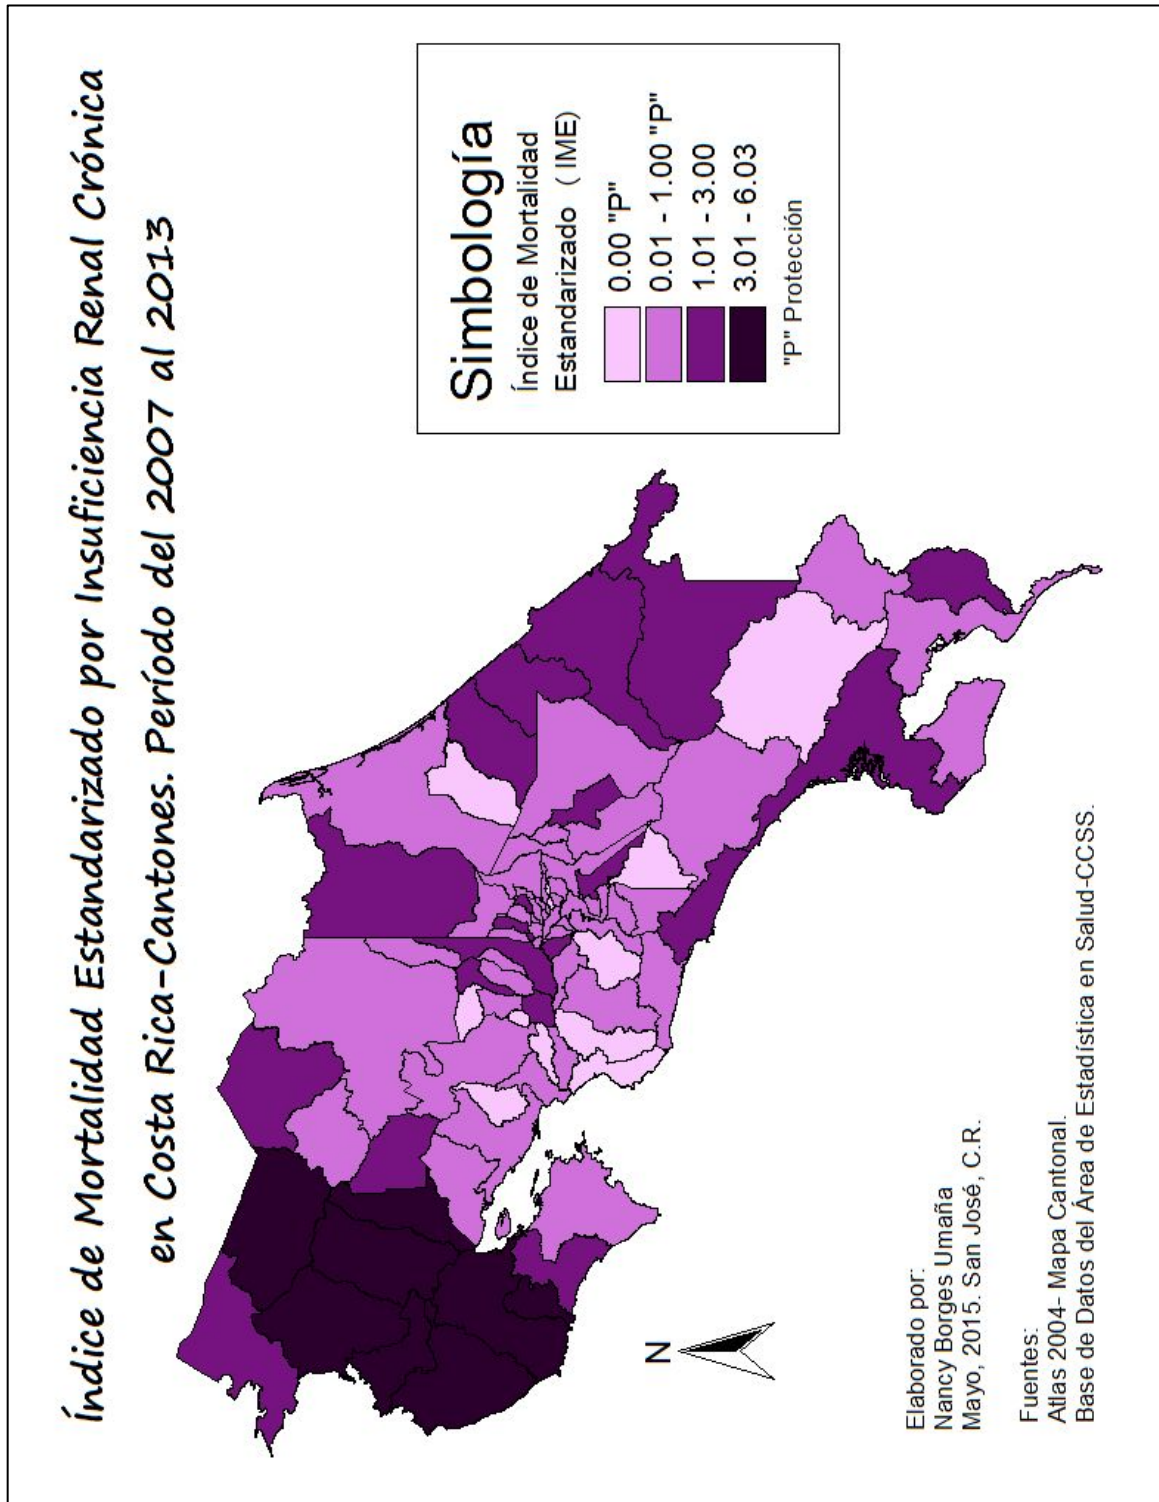 Índice de Mortalidad Estandarizado por Insuficiencia Renal Crónica
en Costa Rica-Cantones. Período del 2007 al 2013
Simbología
Índice de Mortalidad
Estandarizado ( IME)
0.00 "P"
0.01 - 1.00 "P"
1.01 - 3.00
3.01 - 6.03
"P" Protección
N
Elaborado por:
Nancy Borges Umaña
Mayo, 2015. San José, C.R.
Fuentes:
Atlas 2004- Mapa Cantonal.
Base de Datos del Área de Estadística en Salud-CCSS.